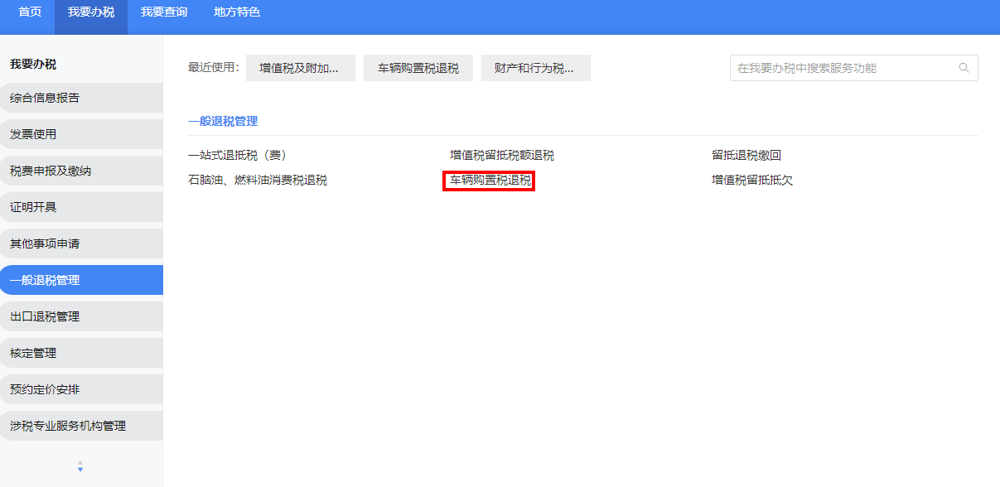 首页 我要办税 我要查询 地方特色
我要办税
综合信息报告
发票使用
税费申报及缴纳
证明开具
其他事项申请
一般退税管理
出口退税管理
核定管理
预约定价安排
涉税专业服务机构管理
最近使用： 增值税及附加... 车辆购置税退税 财产和行为税... 在我要办税中搜索服务功能
一般退税管理
一站式退抵税（费） 增值税留抵税额退税 留抵退税缴回
石脑油、燃料油消费税退税 车辆购置税退税 增值税留抵抵欠